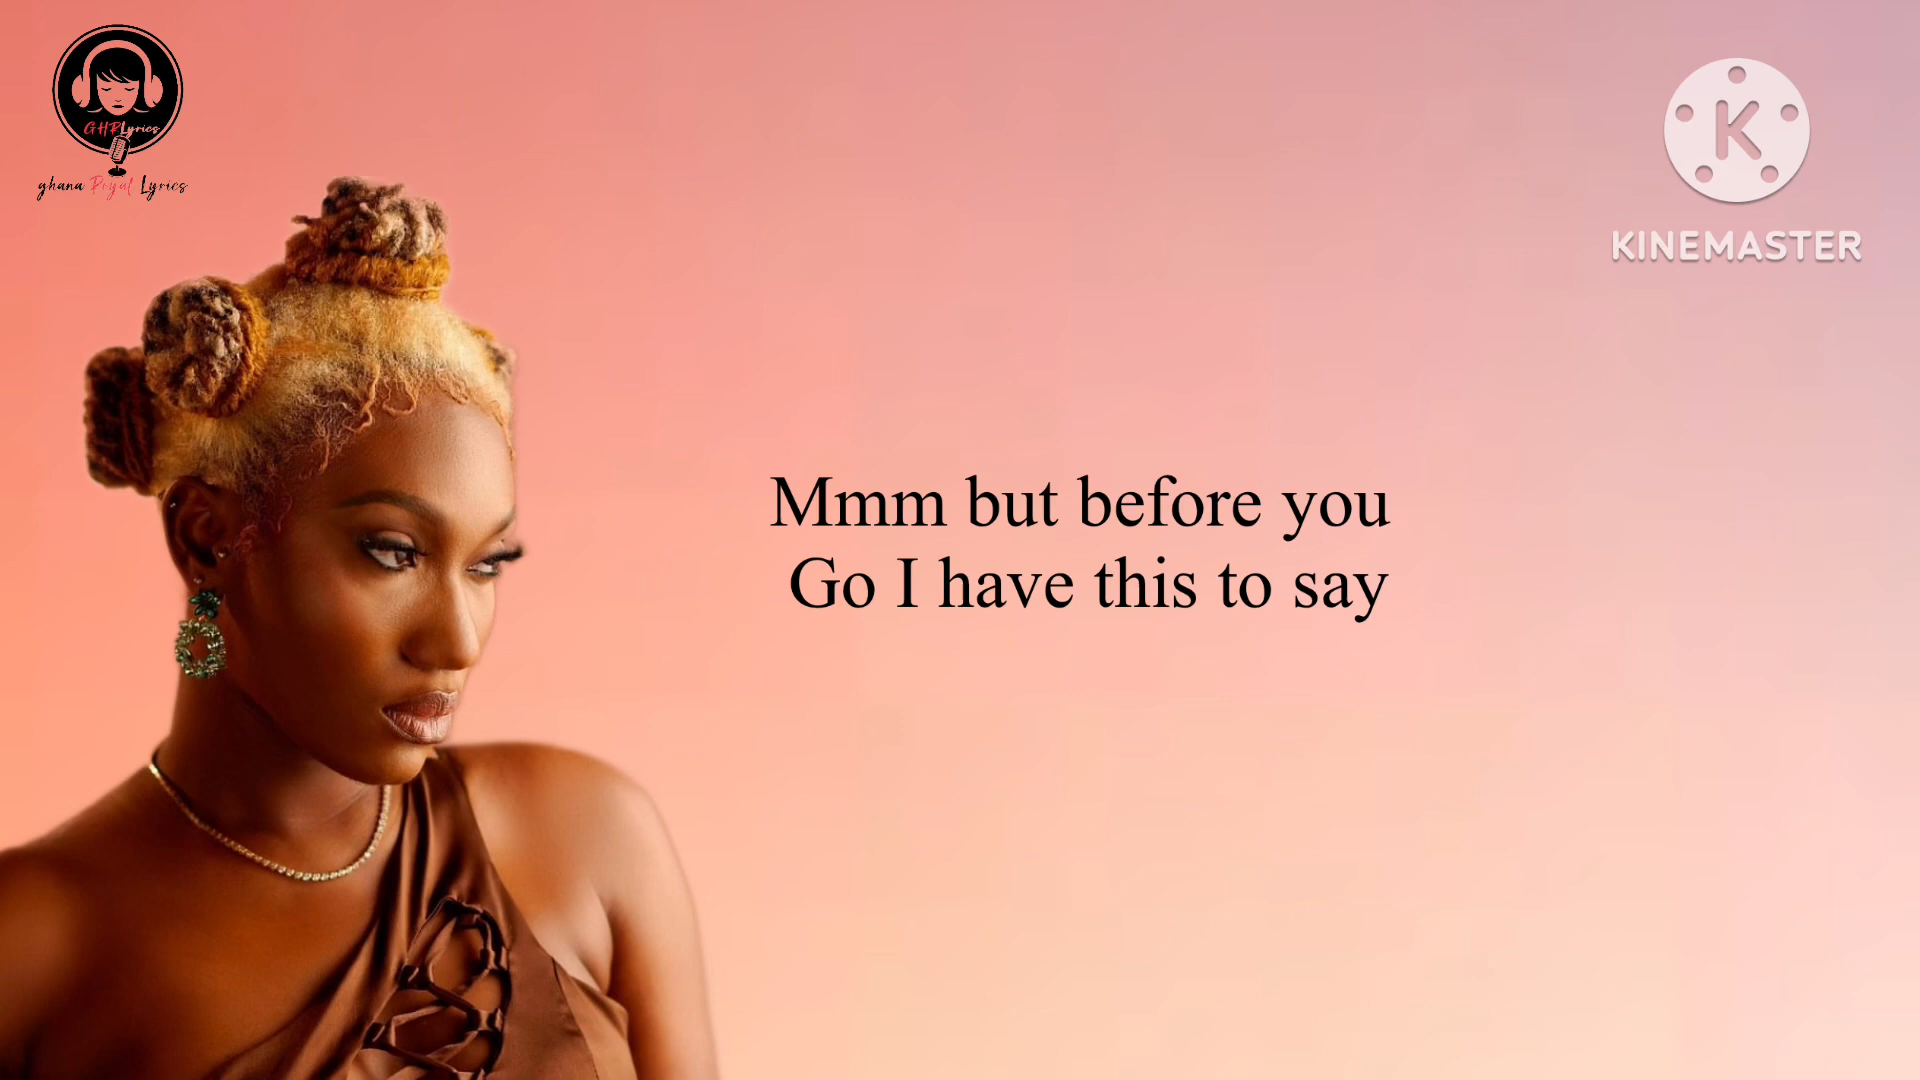 GHRLyrics
ghana Royal Lyrics
K
KINEMASTER
Mmm but before you
Go I have this to say